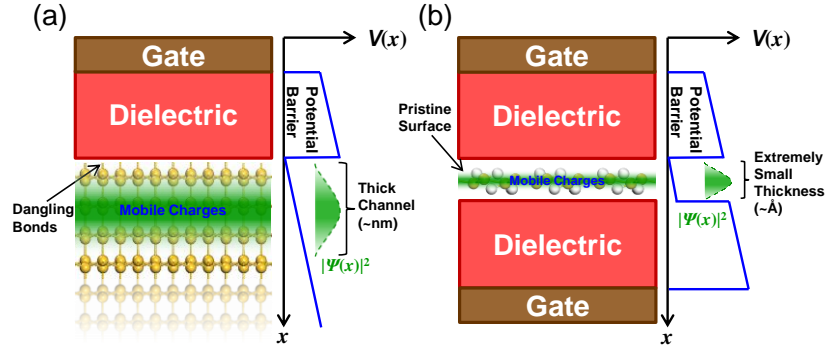 (a)
V(x)
Gate
Dielectric
Potential
Barrier
Dangling
Bonds
Mobile Charges
Thick
Channel
(~nm)
|Ψ(x)|²
x
(b)
V(x)
Gate
Dielectric
Potential
Barrier
Pristine
Surface
Mobile Charges
Extremely
Small
Thickness
(~Å)
|Ψ(x)|²
Dielectric
Gate
x